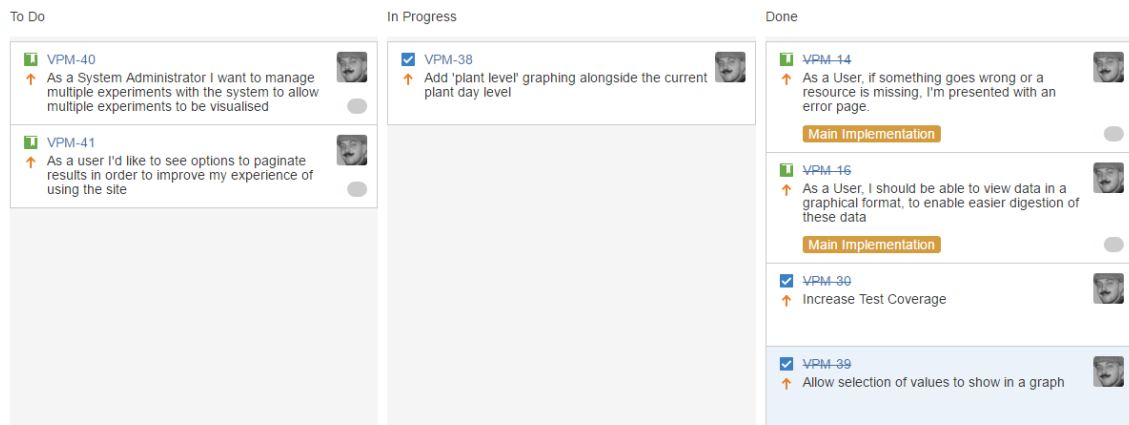 To Do
VPM-40
As a System Administrator I want to manage
multiple experiments with the system to allow
multiple experiments to be visualised
VPM-41
As a user I'd like to see options to paginate
results in order to improve my experience of
using the site
In Progress
VPM-38
Add 'plant level' graphing alongside the current
plant day level
Done
VPM-14
As a User, if something goes wrong or a
resource is missing, I'm presented with an
error page.
Main Implementation
VPM-16
As a User, I should be able to view data in a
graphical format, to enable easier digestion of
these data
Main Implementation
VPM-30
Increase Test Coverage
VPM-39
Allow selection of values to show in a graph